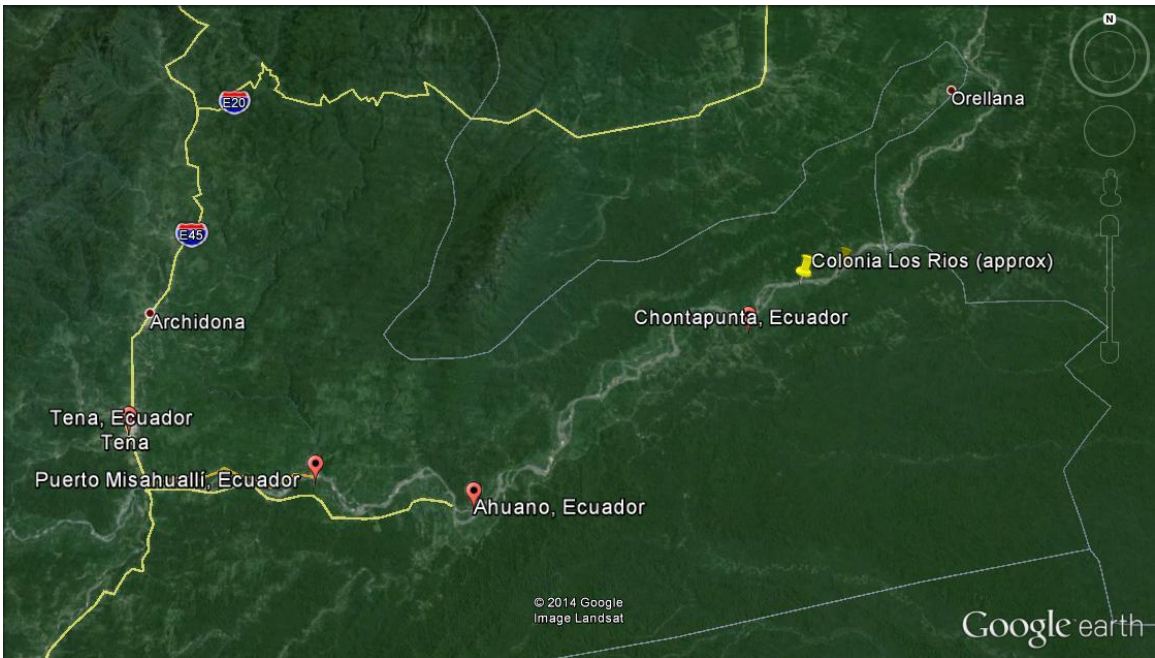 N
E20
Orellana
E45
Colonia Los Rios (approx)
Archidona
Chontapunta, Ecuador
Tena, Ecuador
Tena
Puerto Misahuallí, Ecuador
Ahuano, Ecuador
© 2014 Google
Image Landsat
Google earth